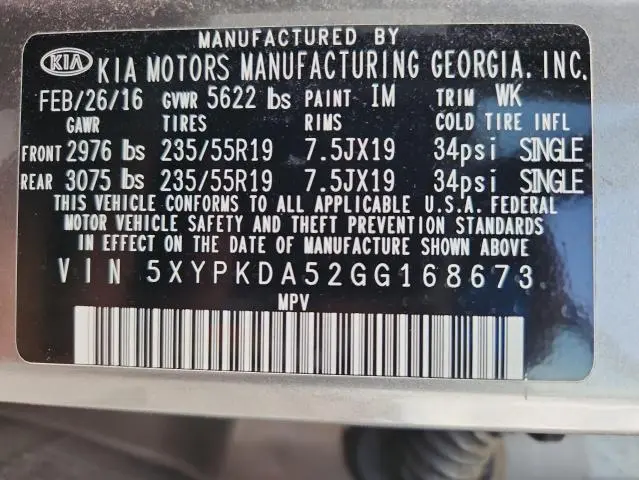 MANUFACTURED BY
KIA KIA MOTORS MANUFACTURING GEORGIA, INC.
FEB/26/16 GVWR 5622 lbs PAINT IM TRIM WK
GAWR TIRES RIMS COLD TIRE INFL
FRONT 2976 lbs 235/55R19 7.5JX19 34psi SINGLE
REAR 3075 lbs 235/55R19 7.5JX19 34psi SINGLE
THIS VEHICLE CONFORMS TO ALL APPLICABLE U.S.A. FEDERAL
MOTOR VEHICLE SAFETY AND THEFT PREVENTION STANDARDS
IN EFFECT ON THE DATE OF MANUFACTURE SHOWN ABOVE
VIN 5XYPKDA52GG168673
MPV